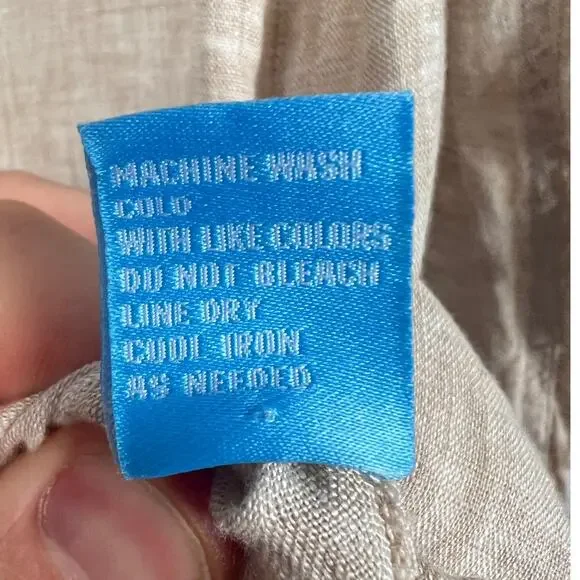 MACHINE WASH
COLD
WITH LIKE COLORS
DO NOT BLEACH
LINE DRY
COOL IRON
AS NEEDED